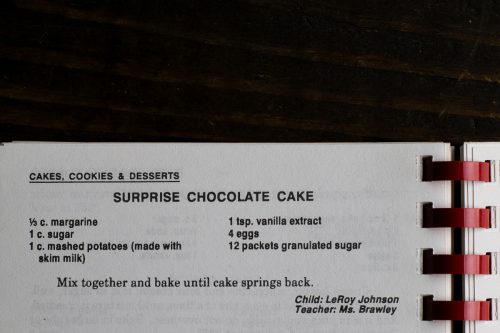 CAKES, COOKIES & DESSERTS
SURPRISE CHOCOLATE CAKE
⅓ c. margarine
1 c. sugar
1 c. mashed potatoes (made with
skim milk)
1 tsp. vanilla extract
4 eggs
12 packets granulated sugar
Mix together and bake until cake springs back.
Child: LeRoy Johnson
Teacher: Ms. Brawley